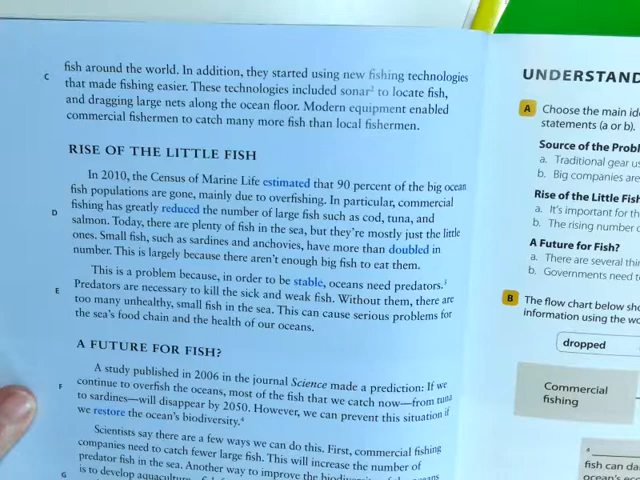 C
fish around the world. In addition, they started using new fishing technologies
that made fishing easier. These technologies included sonar² to locate fish,
and dragging large nets along the ocean floor. Modern equipment enabled
commercial fishermen to catch many more fish than local fishermen.
RISE OF THE LITTLE FISH
In 2010, the Census of Marine Life estimated that 90 percent of the big ocean
fish populations are gone, mainly due to overfishing. In particular, commercial
D
fishing has greatly reduced the number of large fish such as cod, tuna, and
salmon. Today, there are plenty of fish in the sea, but they're mostly just the little
ones. Small fish, such as sardines and anchovies, have more than doubled in
number. This is largely because there aren't enough big fish to eat them.
This is a problem because, in order to be stable, oceans need predators.³
E
Predators are necessary to kill the sick and weak fish. Without them, there are
too many unhealthy, small fish in the sea. This can cause serious problems for
the sea's food chain and the health of our oceans.
A FUTURE FOR FISH?
A study published in 2006 in the journal Science made a prediction: If we
F
continue to overfish the oceans, most of the fish that we catch now—from tuna
to sardines—will disappear by 2050. However, we can prevent this situation if
we restore the ocean's biodiversity.⁴
Scientists say there are a few ways we can do this. First, commercial fishing
companies need to catch fewer large fish. This will increase the number of
predator fish in the sea. Another way to improve the
G
is to develop
UNDERSTAND
A Choose the main
statements (a or b).
Source of the
a. Traditional gear
b. Big companies are
Rise of the Little
a. It's important for
b. The rising number
A Future for Fish?
a. There are several
b. Governments need
B The flow chart below
information using the
dropped
Commercial
fishing
4
fish can